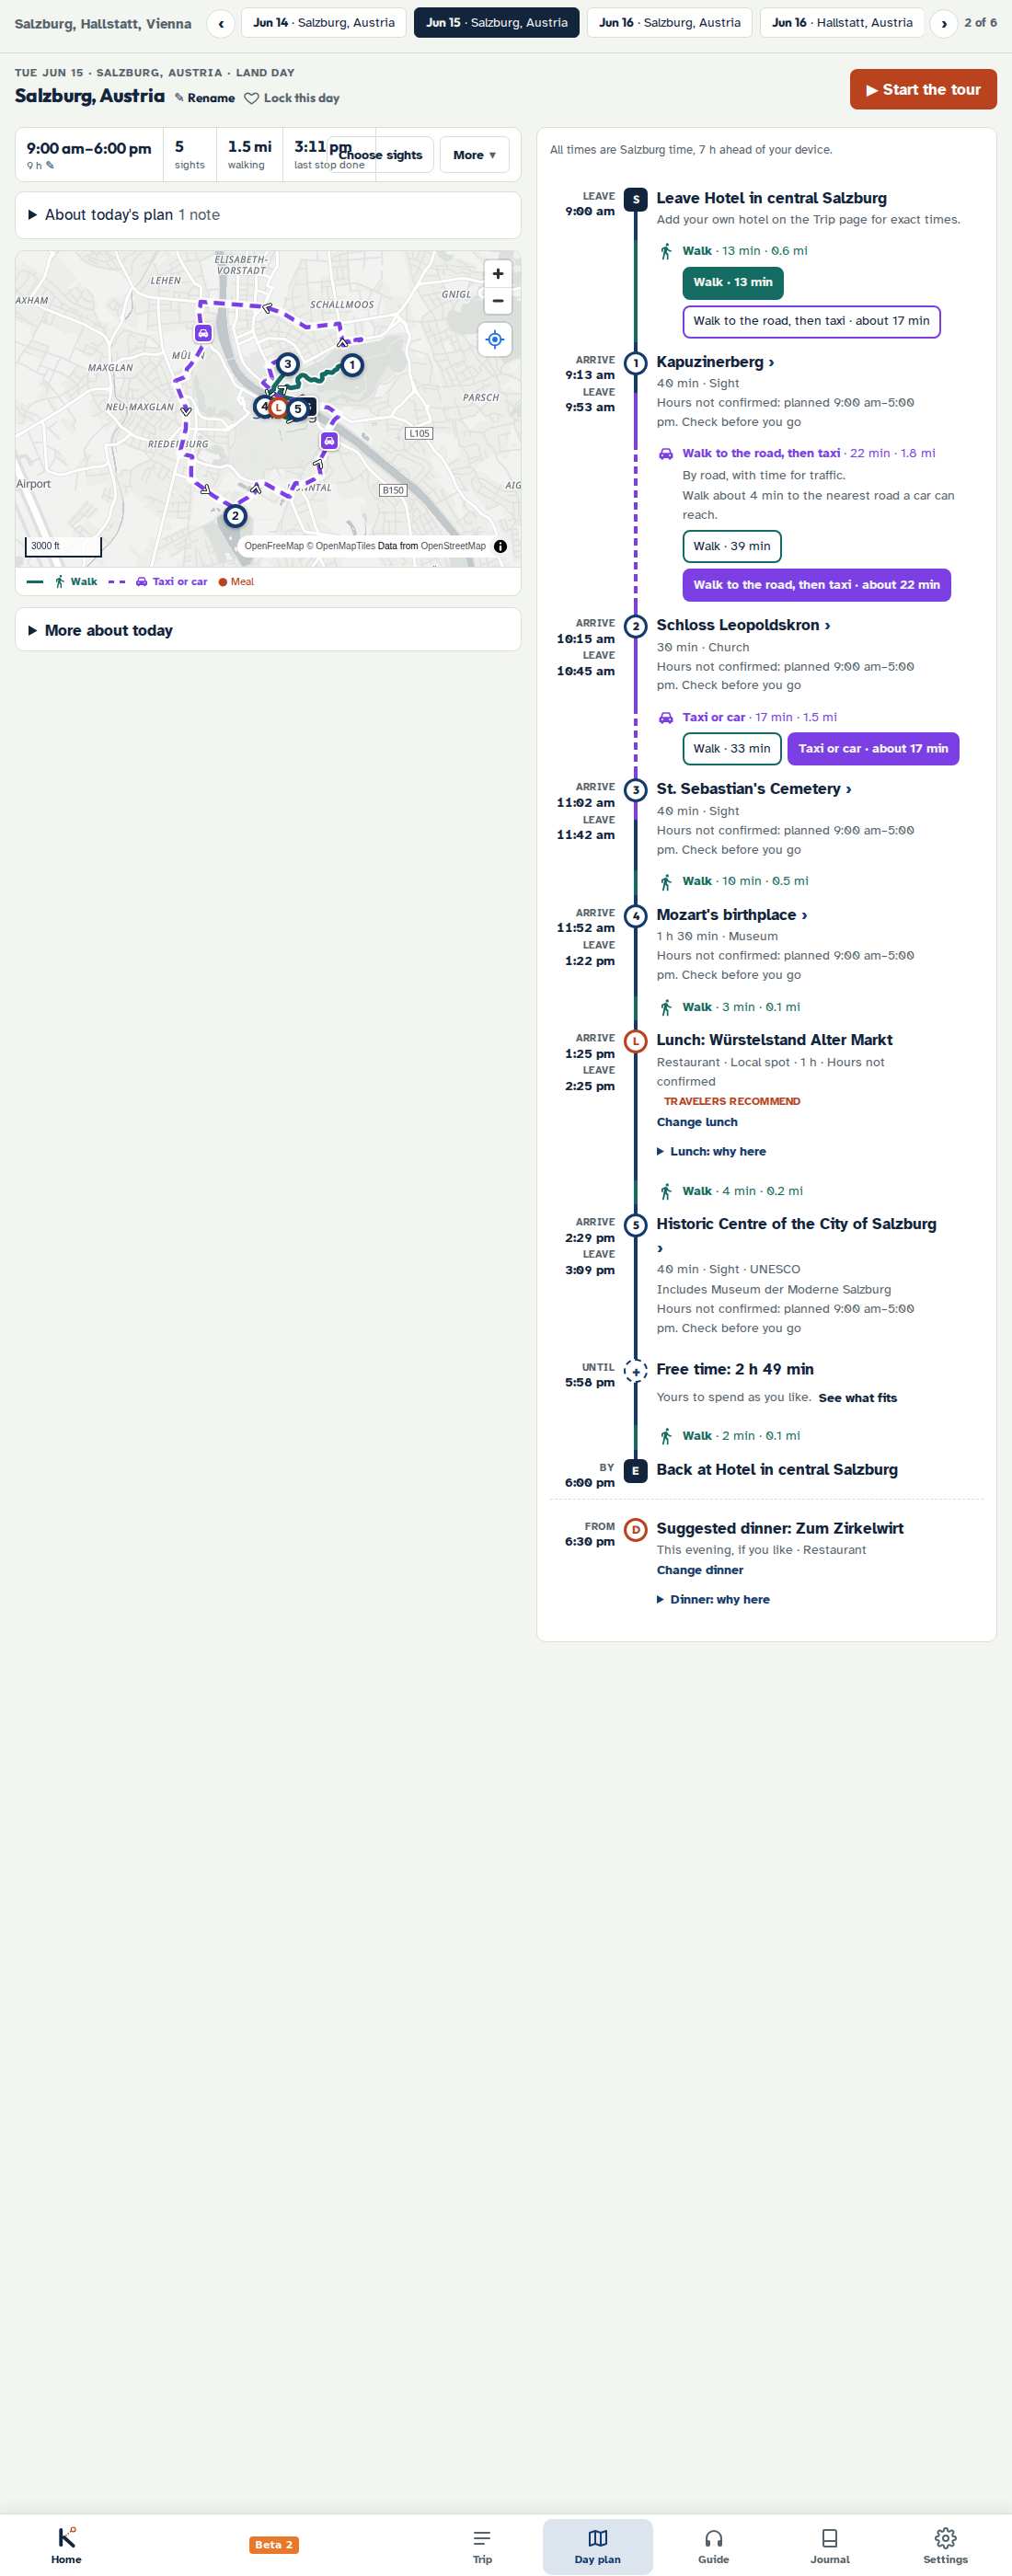 Salzburg, Hallstatt, Vienna
‹
Jun 14 · Salzburg, Austria
Jun 15 · Salzburg, Austria
Jun 16 · Salzburg, Austria
Jun 16 · Hallstatt, Austria
›
2 of 6
TUE JUN 15 · SALZBURG, AUSTRIA · LAND DAY
Salzburg, Austria
✎ Rename
Lock this day
▶ Start the tour
9:00 am–6:00 pm
9 h ✎
5
sights
1.5 mi
walking
3:11 pm
last stop done
Choose sights
More ▾
▶ About today's plan 1 note
ELISABETH-
VORSTADT
LEHEN
GNIGL
AXHAM
SCHALLMOOS
MAXGLAN
3
1
NEU-MAXGLAN
PARSCH
4
L
5
L105
Airport
B150
AIG
2
+
−
3000 ft
OpenFreeMap © OpenMapTiles Data from OpenStreetMap
Walk
Taxi or car
Meal
▶ More about today
All times are Salzburg time, 7 h ahead of your device.
LEAVE
9:00 am
S
Leave Hotel in central Salzburg
Add your own hotel on the Trip page for exact times.
Walk · 13 min · 0.6 mi
Walk · 13 min
Walk to the road, then taxi · about 17 min
ARRIVE
9:13 am
LEAVE
9:53 am
1
Kapuzinerberg ›
40 min · Sight
Hours not confirmed: planned 9:00 am–5:00
pm. Check before you go
Walk to the road, then taxi · 22 min · 1.8 mi
By road, with time for traffic.
Walk about 4 min to the nearest road a car can
reach.
Walk · 39 min
Walk to the road, then taxi · about 22 min
ARRIVE
10:15 am
LEAVE
10:45 am
2
Schloss Leopoldskron ›
30 min · Church
Hours not confirmed: planned 9:00 am–5:00
pm. Check before you go
Taxi or car · 17 min · 1.5 mi
Walk · 33 min
Taxi or car · about 17 min
ARRIVE
11:02 am
LEAVE
11:42 am
3
St. Sebastian's Cemetery ›
40 min · Sight
Hours not confirmed: planned 9:00 am–5:00
pm. Check before you go
Walk · 10 min · 0.5 mi
ARRIVE
11:52 am
LEAVE
1:22 pm
4
Mozart's birthplace ›
1 h 30 min · Museum
Hours not confirmed: planned 9:00 am–5:00
pm. Check before you go
Walk · 3 min · 0.1 mi
ARRIVE
1:25 pm
LEAVE
2:25 pm
L
Lunch: Würstelstand Alter Markt
Restaurant · Local spot · 1 h · Hours not
confirmed
TRAVELERS RECOMMEND
Change lunch
▶ Lunch: why here
Walk · 4 min · 0.2 mi
ARRIVE
2:29 pm
LEAVE
3:09 pm
5
Historic Centre of the City of Salzburg
›
40 min · Sight · UNESCO
Includes Museum der Moderne Salzburg
Hours not confirmed: planned 9:00 am–5:00
pm. Check before you go
UNTIL
5:58 pm
+
Free time: 2 h 49 min
Yours to spend as you like. See what fits
Walk · 2 min · 0.1 mi
BY
6:00 pm
E
Back at Hotel in central Salzburg
FROM
6:30 pm
D
Suggested dinner: Zum Zirkelwirt
This evening, if you like · Restaurant
Change dinner
▶ Dinner: why here
Home
Beta 2
Trip
Day plan
Guide
Journal
Settings